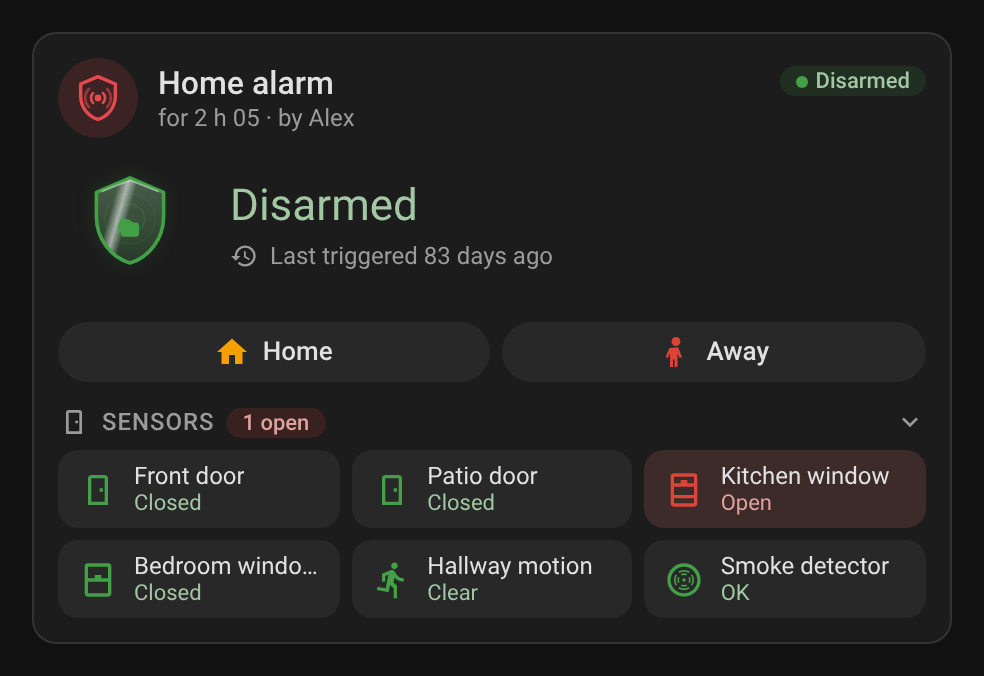 Home alarm
for 2 h 05 · by Alex
Disarmed
Disarmed
Last triggered 83 days ago
Home
Away
SENSORS
1 open
Front door
Closed
Patio door
Closed
Kitchen window
Open
Bedroom windo…
Closed
Hallway motion
Clear
Smoke detector
OK